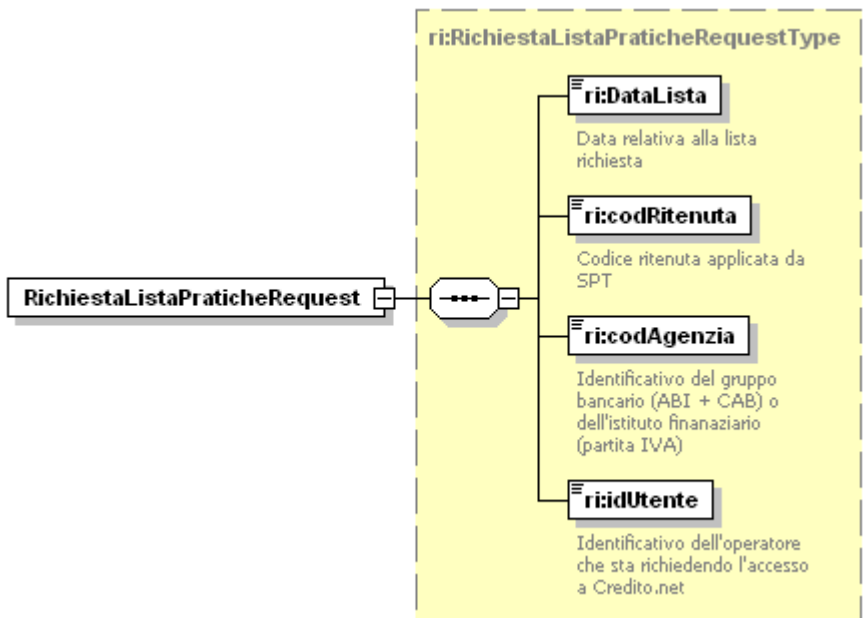 ri:RichiestaListaPraticheRequestType
ri:DataLista
Data relativa alla lista
richiesta
ri:codRitenuta
Codice ritenuta applicata da
SPT
RichiestaListaPraticheRequest
ri:codAgenzia
Identificativo del gruppo
bancario (ABI + CAB) o
dell'istituto finanaziario
(partita IVA)
ri:idUtente
Identificativo dell'operatore
che sta richiedendo l'accesso
a Credito.net